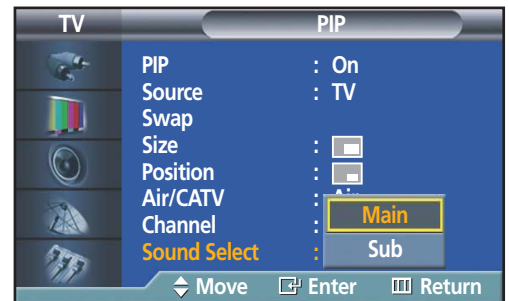 TV PIP
PIP : On
Source : TV
Swap
Size :
Position :
Air/CATV : Air
Channel :
Main
Sound Select :
Sub
Move Enter Return